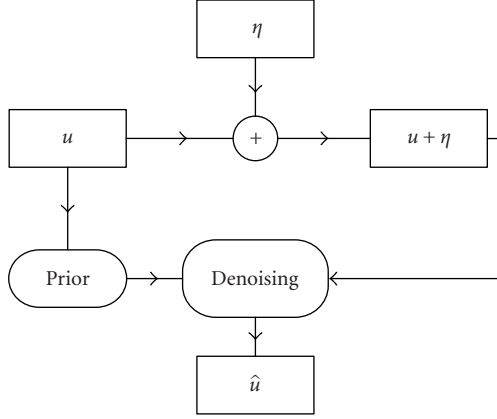 η
u
+
u + η
Prior
Denoising
û